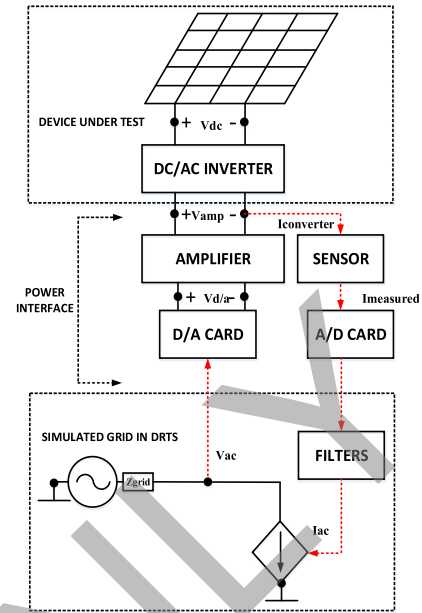 DEVICE UNDER TEST
+ Vdc -
DC/AC INVERTER
+Vamp -
Iconverter
AMPLIFIER
SENSOR
POWER
INTERFACE
+ Vd/a-
Imeasured
D/A CARD
A/D CARD
SIMULATED GRID IN DRTS
Vac
FILTERS
Zgrid
Iac